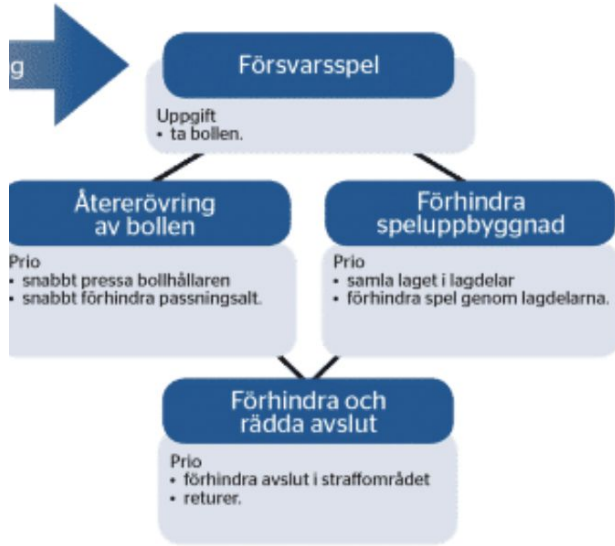 g
Försvarsspel
Uppgift
• ta bollen.
Återerövring
av bollen
Prio
• snabbt pressa bollhållaren
• snabbt förhindra passningsalt.
Förhindra
speluppbyggnad
Prio
• samla laget i lagdelar
• förhindra spel genom lagdelarna.
Förhindra och
rädda avslut
Prio
• förhindra avslut i straffområdet
• returer.